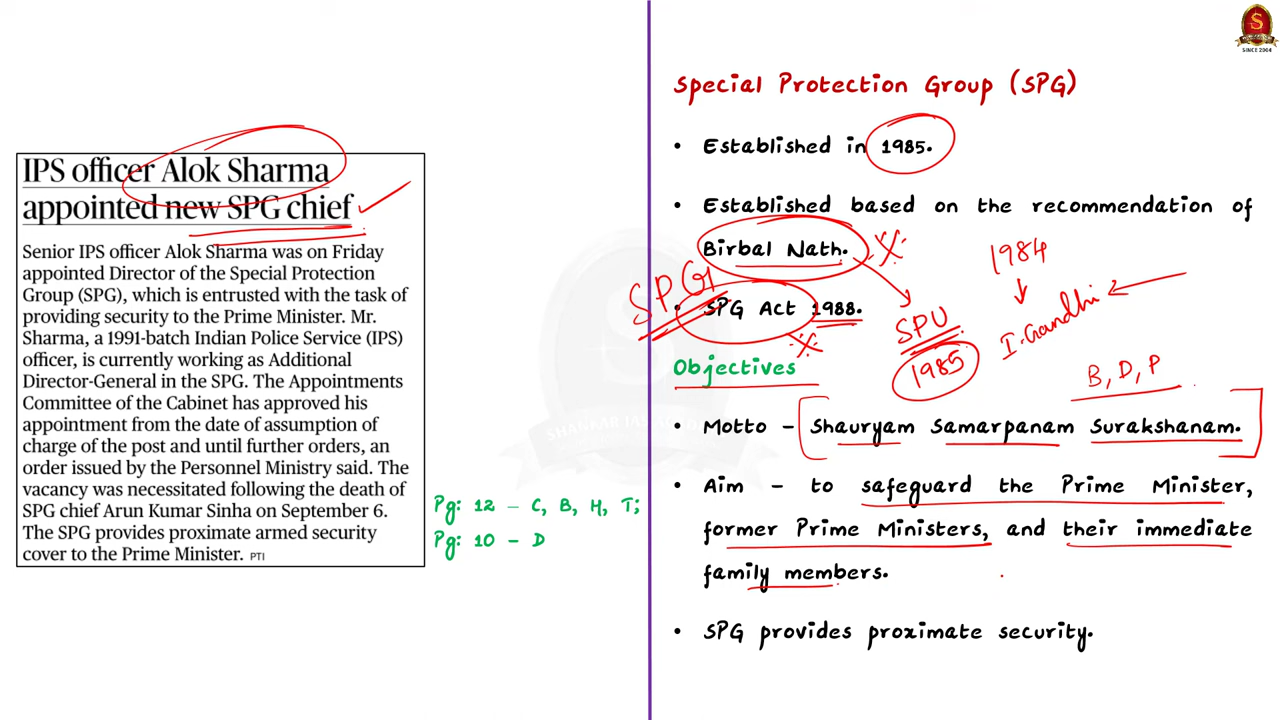 IPS officer Alok Sharma
appointed new SPG chief
Senior IPS officer Alok Sharma was on Friday
appointed Director of the Special Protection
Group (SPG), which is entrusted with the task of
providing security to the Prime Minister. Mr.
Sharma, a 1991-batch Indian Police Service (IPS)
officer, is currently working as Additional
Director-General in the SPG. The Appointments
Committee of the Cabinet has approved his
appointment from the date of assumption of
charge of the post and until further orders, an
order issued by the Personnel Ministry said. The
vacancy was necessitated following the death of
SPG chief Arun Kumar Sinha on September 6.
The SPG provides proximate armed security
cover to the Prime Minister. PTI
Pg: 12 – C, B, H, T;
Pg: 10 – D
SINCE 2004
Special Protection Group (SPG)
• Established in 1985.
• Established based on the recommendation of
Birbal Nath.
1984
SPG
• SPG Act 1988.
SPU
I. Gandhi
1985
Objectives
B, D, P
• Motto – Shauryam Samarpanam Surakshanam.
• Aim – to safeguard the Prime Minister,
former Prime Ministers, and their immediate
family members.
• SPG provides proximate security.